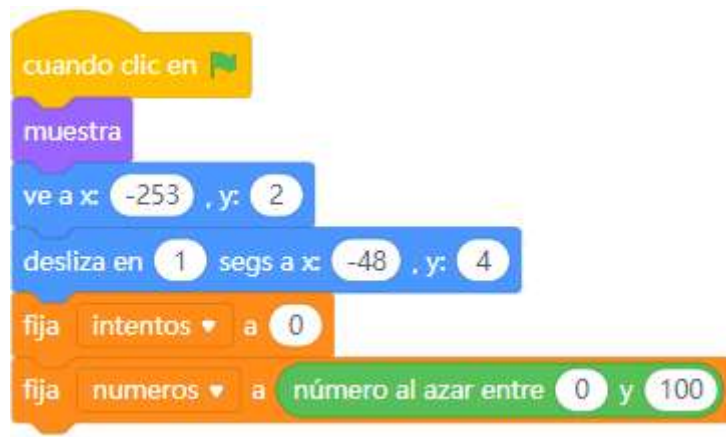 cuando clic en
muestra
ve a x: -253 , y: 2
desliza en 1 segs a x: -48 , y: 4
fija intentos a 0
fija numeros a número al azar entre 0 y 100